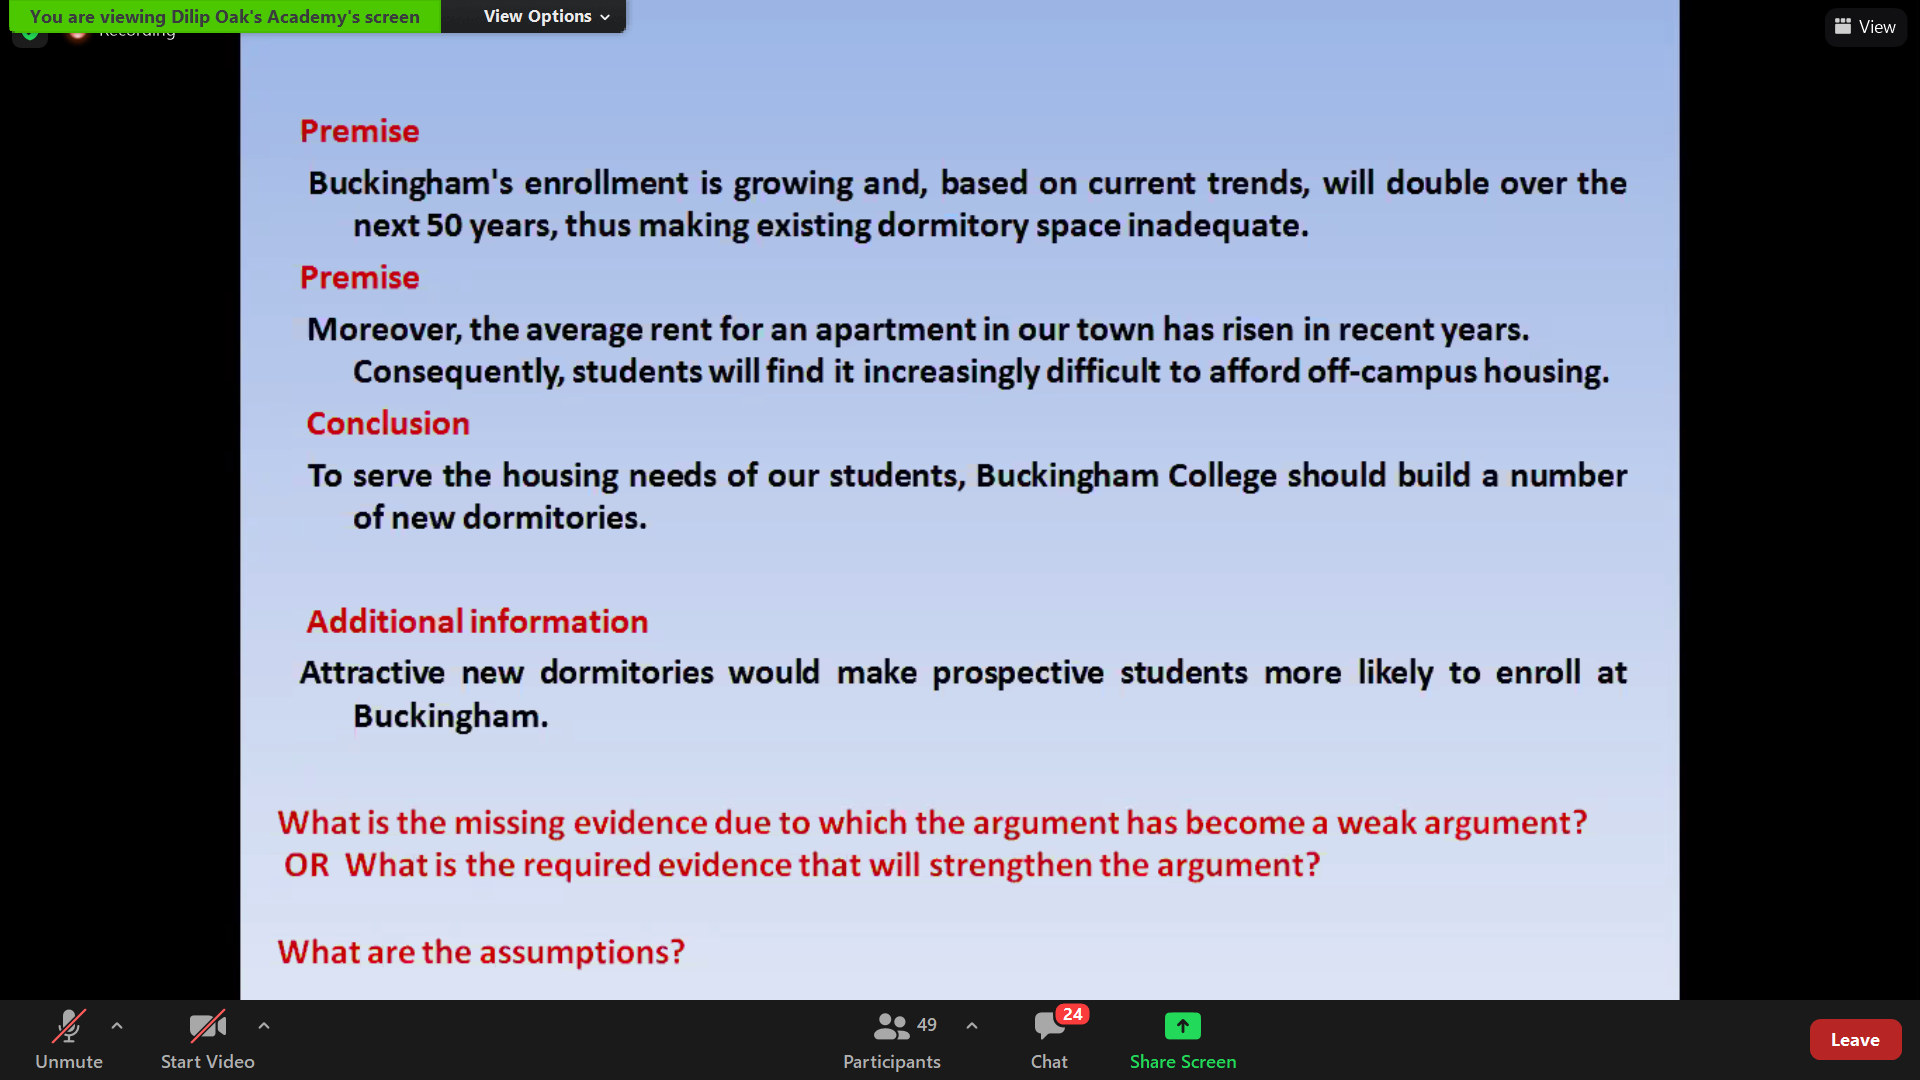 You are viewing Dilip Oak's Academy's screen
View Options
Recording
View
Premise
Buckingham's enrollment is growing and, based on current trends, will double over the
next 50 years, thus making existing dormitory space inadequate.
Premise
Moreover, the average rent for an apartment in our town has risen in recent years.
Consequently, students will find it increasingly difficult to afford off-campus housing.
Conclusion
To serve the housing needs of our students, Buckingham College should build a number
of new dormitories.
Additional information
Attractive new dormitories would make prospective students more likely to enroll at
Buckingham.
What is the missing evidence due to which the argument has become a weak argument?
OR What is the required evidence that will strengthen the argument?
What are the assumptions?
49
24
Unmute
Start Video
Participants
Chat
Share Screen
Leave